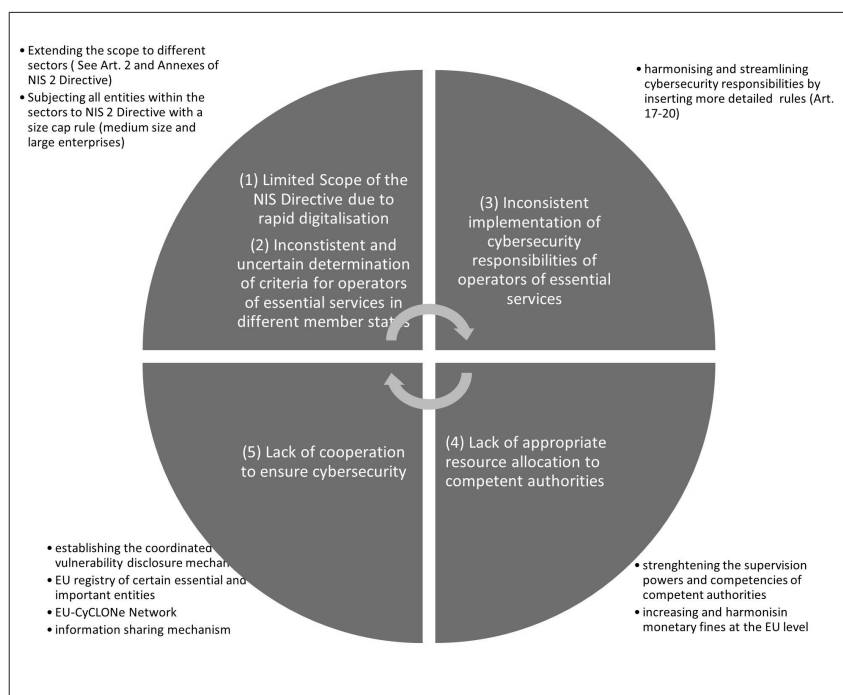 • Extending the scope to different
sectors ( See Art. 2 and Annexes of
NIS 2 Directive)
• Subjecting all entities within the
sectors to NIS 2 Directive with a
size cap rule (medium size and
large enterprises)
• harmonising and streamlining
cybersecurity responsibilities by
inserting more detailed rules (Art.
17-20)
(1) Limited Scope of the
NIS Directive due to
rapid digitalisation
(2) Inconstistent and
uncertain determination
of criteria for operators
of essential services in
different member states
(3) Inconsistent
implementation of
cybersecurity
responsibilities of
operators of essential
services
(5) Lack of cooperation
to ensure cybersecurity
(4) Lack of appropriate
resource allocation to
competent authorities
• establishing the coordinated
vulnerability disclosure mechan
• EU registry of certain essential and
important entities
• EU-CyCLONe Network
• information sharing mechanism
• strenghtening the supervision
powers and competencies of
competent authorities
• increasing and harmonisin
monetary fines at the EU level